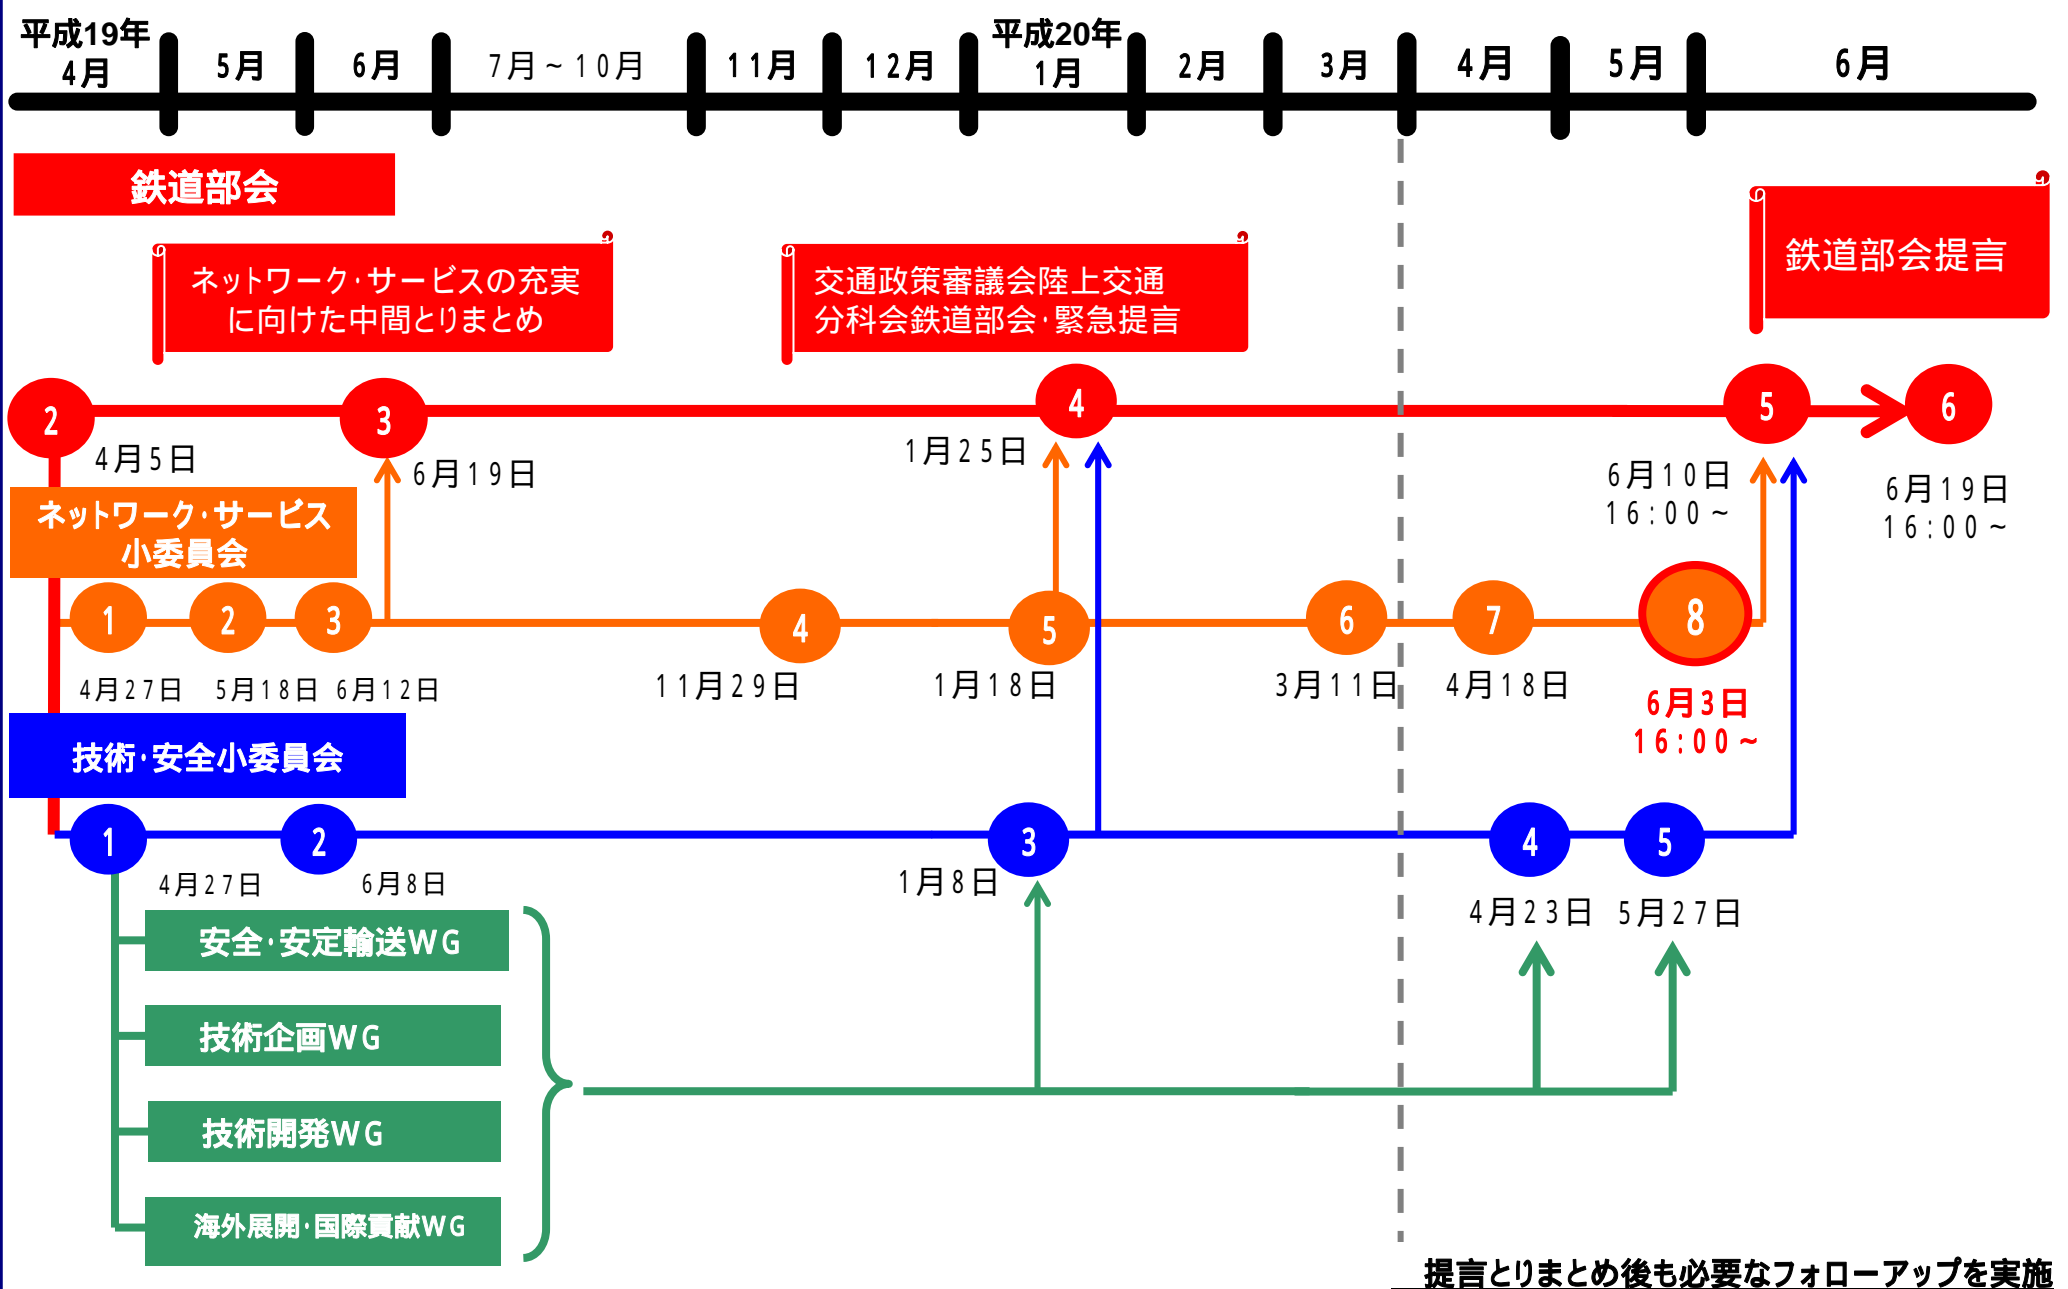 平成19年
4月
5月
6月
7月～10月
11月
12月
平成20年
1月
2月
3月
4月
5月
6月
鉄道部会
ネットワーク・サービスの充実
に向けた中間とりまとめ
交通政策審議会陸上交通
分科会鉄道部会・緊急提言
鉄道部会提言
2
3
4
5
6
4月5日
6月19日
1月25日
6月10日
16:00～
6月19日
16:00～
ネットワーク・サービス
小委員会
1
2
3
4
5
6
7
8
4月27日
5月18日
6月12日
11月29日
1月18日
3月11日
4月18日
6月3日
16:00～
技術・安全小委員会
1
2
3
4
5
4月27日
6月8日
1月8日
4月23日
5月27日
安全・安定輸送WG
技術企画WG
技術開発WG
海外展開・国際貢献WG
提言とりまとめ後も必要なフォローアップを実施